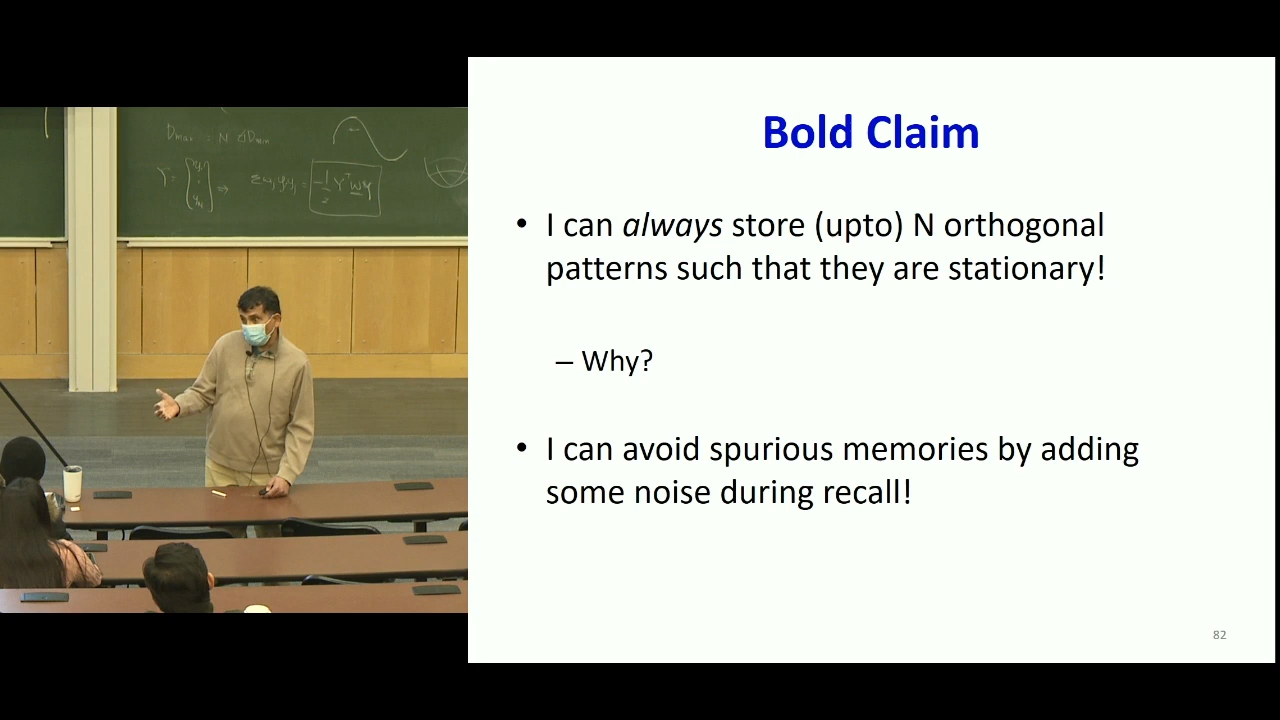 Bold Claim
• I can always store (upto) N orthogonal
patterns such that they are stationary!
– Why?
• I can avoid spurious memories by adding
some noise during recall!
82